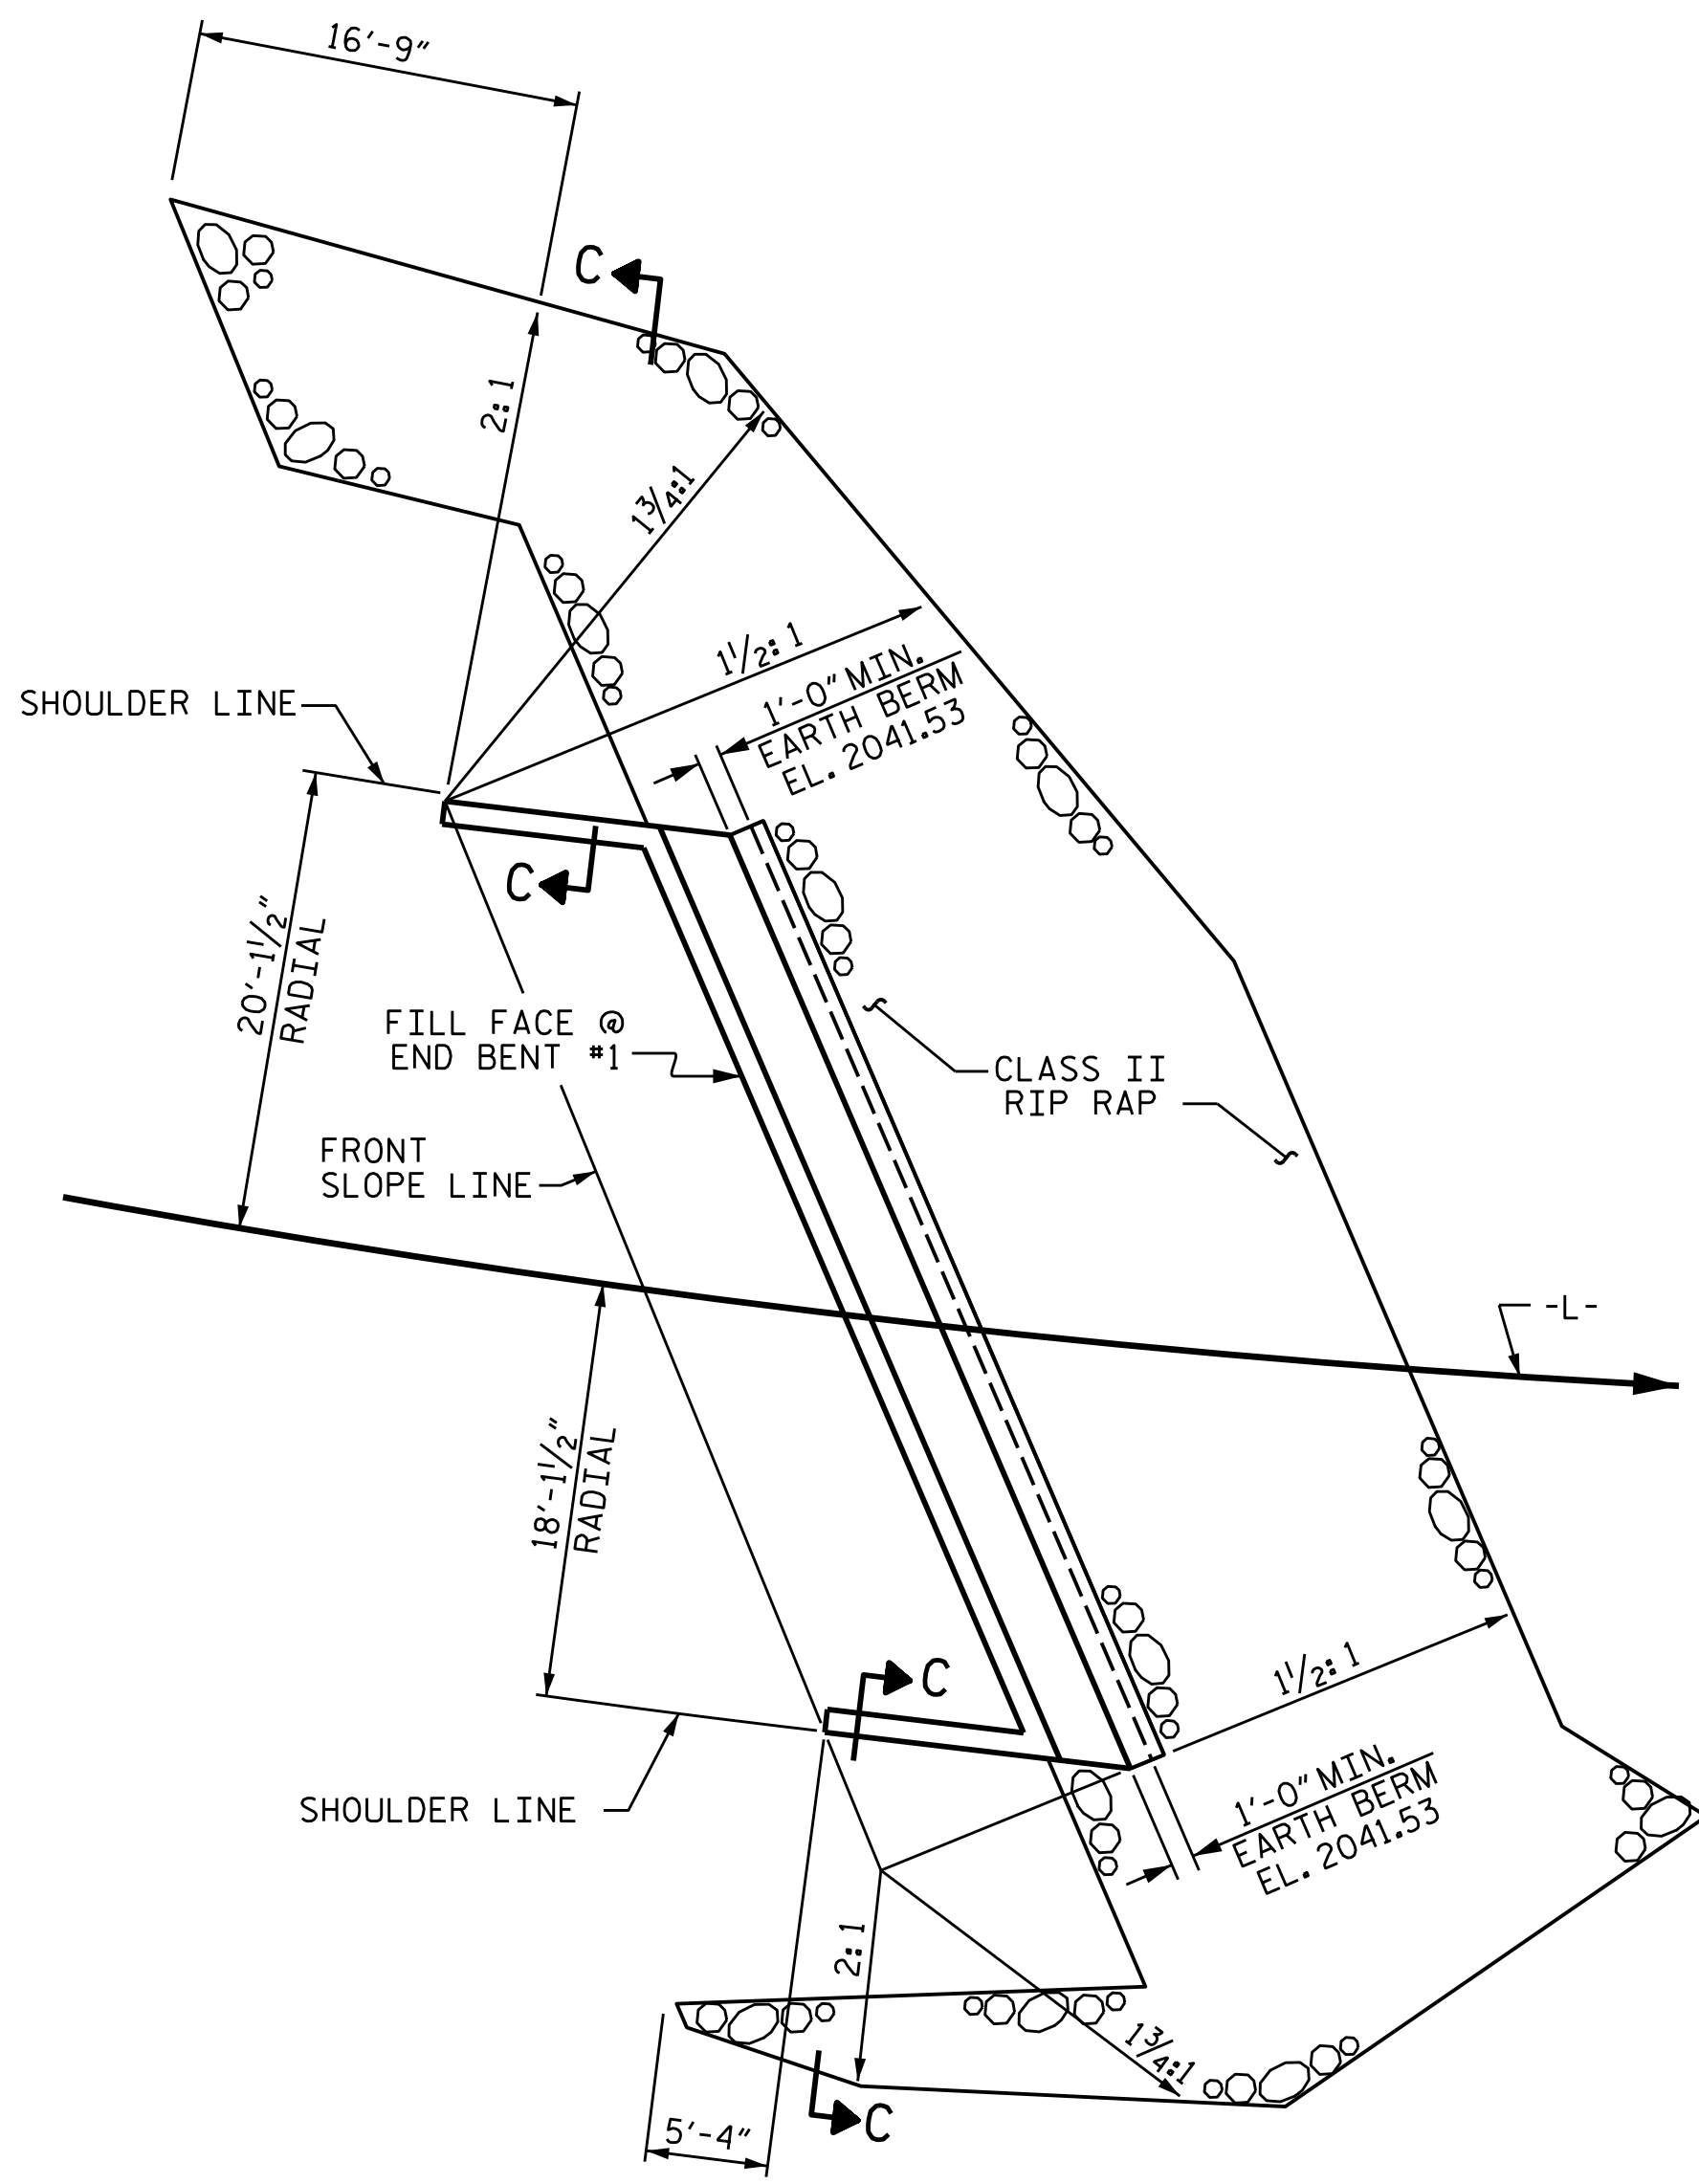 16'-9"
C
2:1
1¾:1
1½:1
1'-0" MIN.
EARTH BERM
EL. 2041.53
SHOULDER LINE
C
20'-1½"
RADIAL
FILL FACE @
END BENT #1
CLASS II
RIP RAP
FRONT
SLOPE LINE
-L-
18'-1½"
RADIAL
C
1½:1
SHOULDER LINE
1'-0" MIN.
EARTH BERM
EL. 2041.53
2:1
1¾:1
C
5'-4"